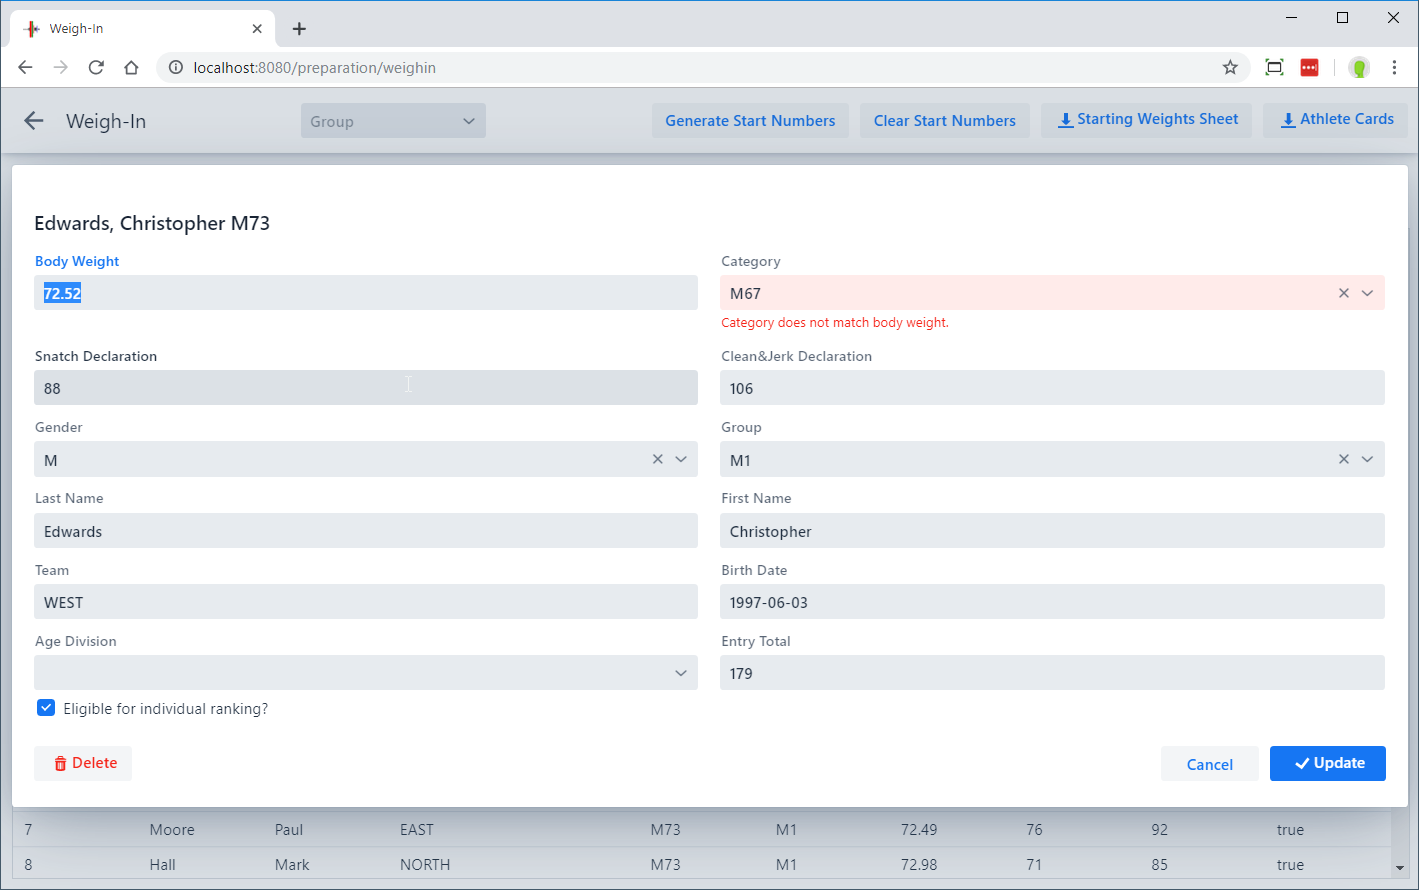 Weigh-In
localhost:8080/preparation/weighin
Weigh-In
Group
Generate Start Numbers
Clear Start Numbers
Starting Weights Sheet
Athlete Cards
Edwards, Christopher M73
Body Weight
72.52
Category
M67
Category does not match body weight.
Snatch Declaration
88
Clean&Jerk Declaration
106
Gender
M
Group
M1
Last Name
Edwards
First Name
Christopher
Team
WEST
Birth Date
1997-06-03
Age Division
Entry Total
179
Eligible for individual ranking?
Delete
Cancel
Update
7 Moore Paul EAST M73 M1 72.49 76 92 true
8 Hall Mark NORTH M73 M1 72.98 71 85 true